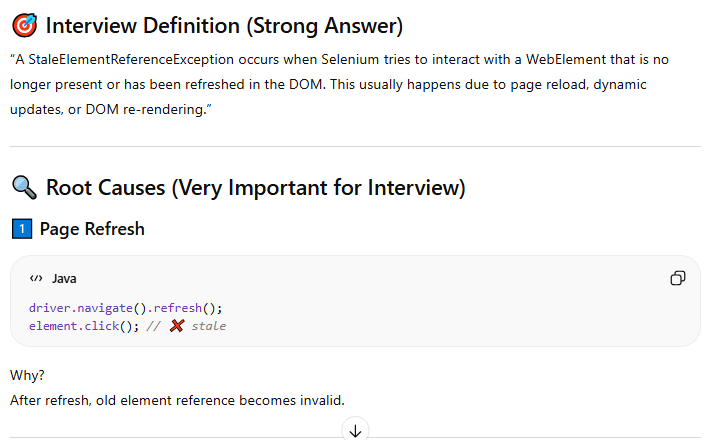 🎯 Interview Definition (Strong Answer)
“A StaleElementReferenceException occurs when Selenium tries to interact with a WebElement that is no
longer present or has been refreshed in the DOM. This usually happens due to page reload, dynamic
updates, or DOM re-rendering.”
🔍 Root Causes (Very Important for Interview)
1️⃣ Page Refresh
</> Java
driver.navigate().refresh();
element.click(); // ❌ stale
Why?
After refresh, old element reference becomes invalid.